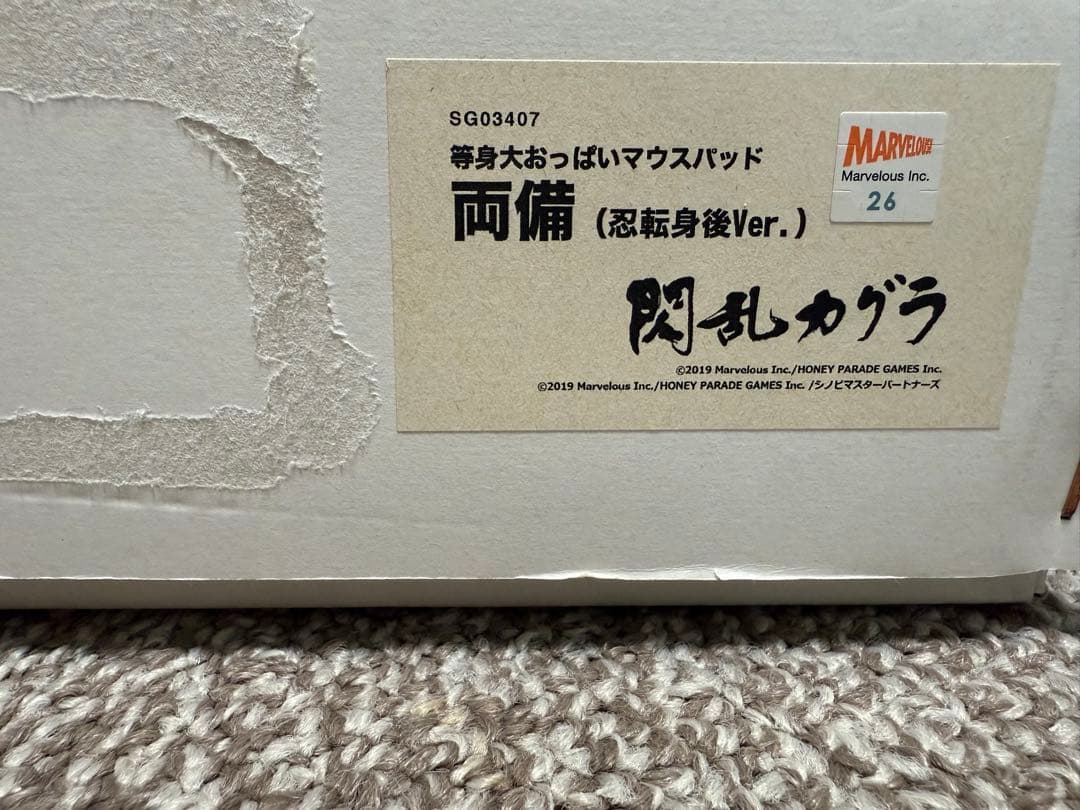 SG03407
等身大おっぱいマウスパッド
両備（忍転身後Ver.）
MARVELOUS!
Marvelous Inc.
26
閃乱カグラ
©2019 Marvelous Inc./HONEY PARADE GAMES Inc.
©2019 Marvelous Inc./HONEY PARADE GAMES Inc. /シノビマスターパートナーズ